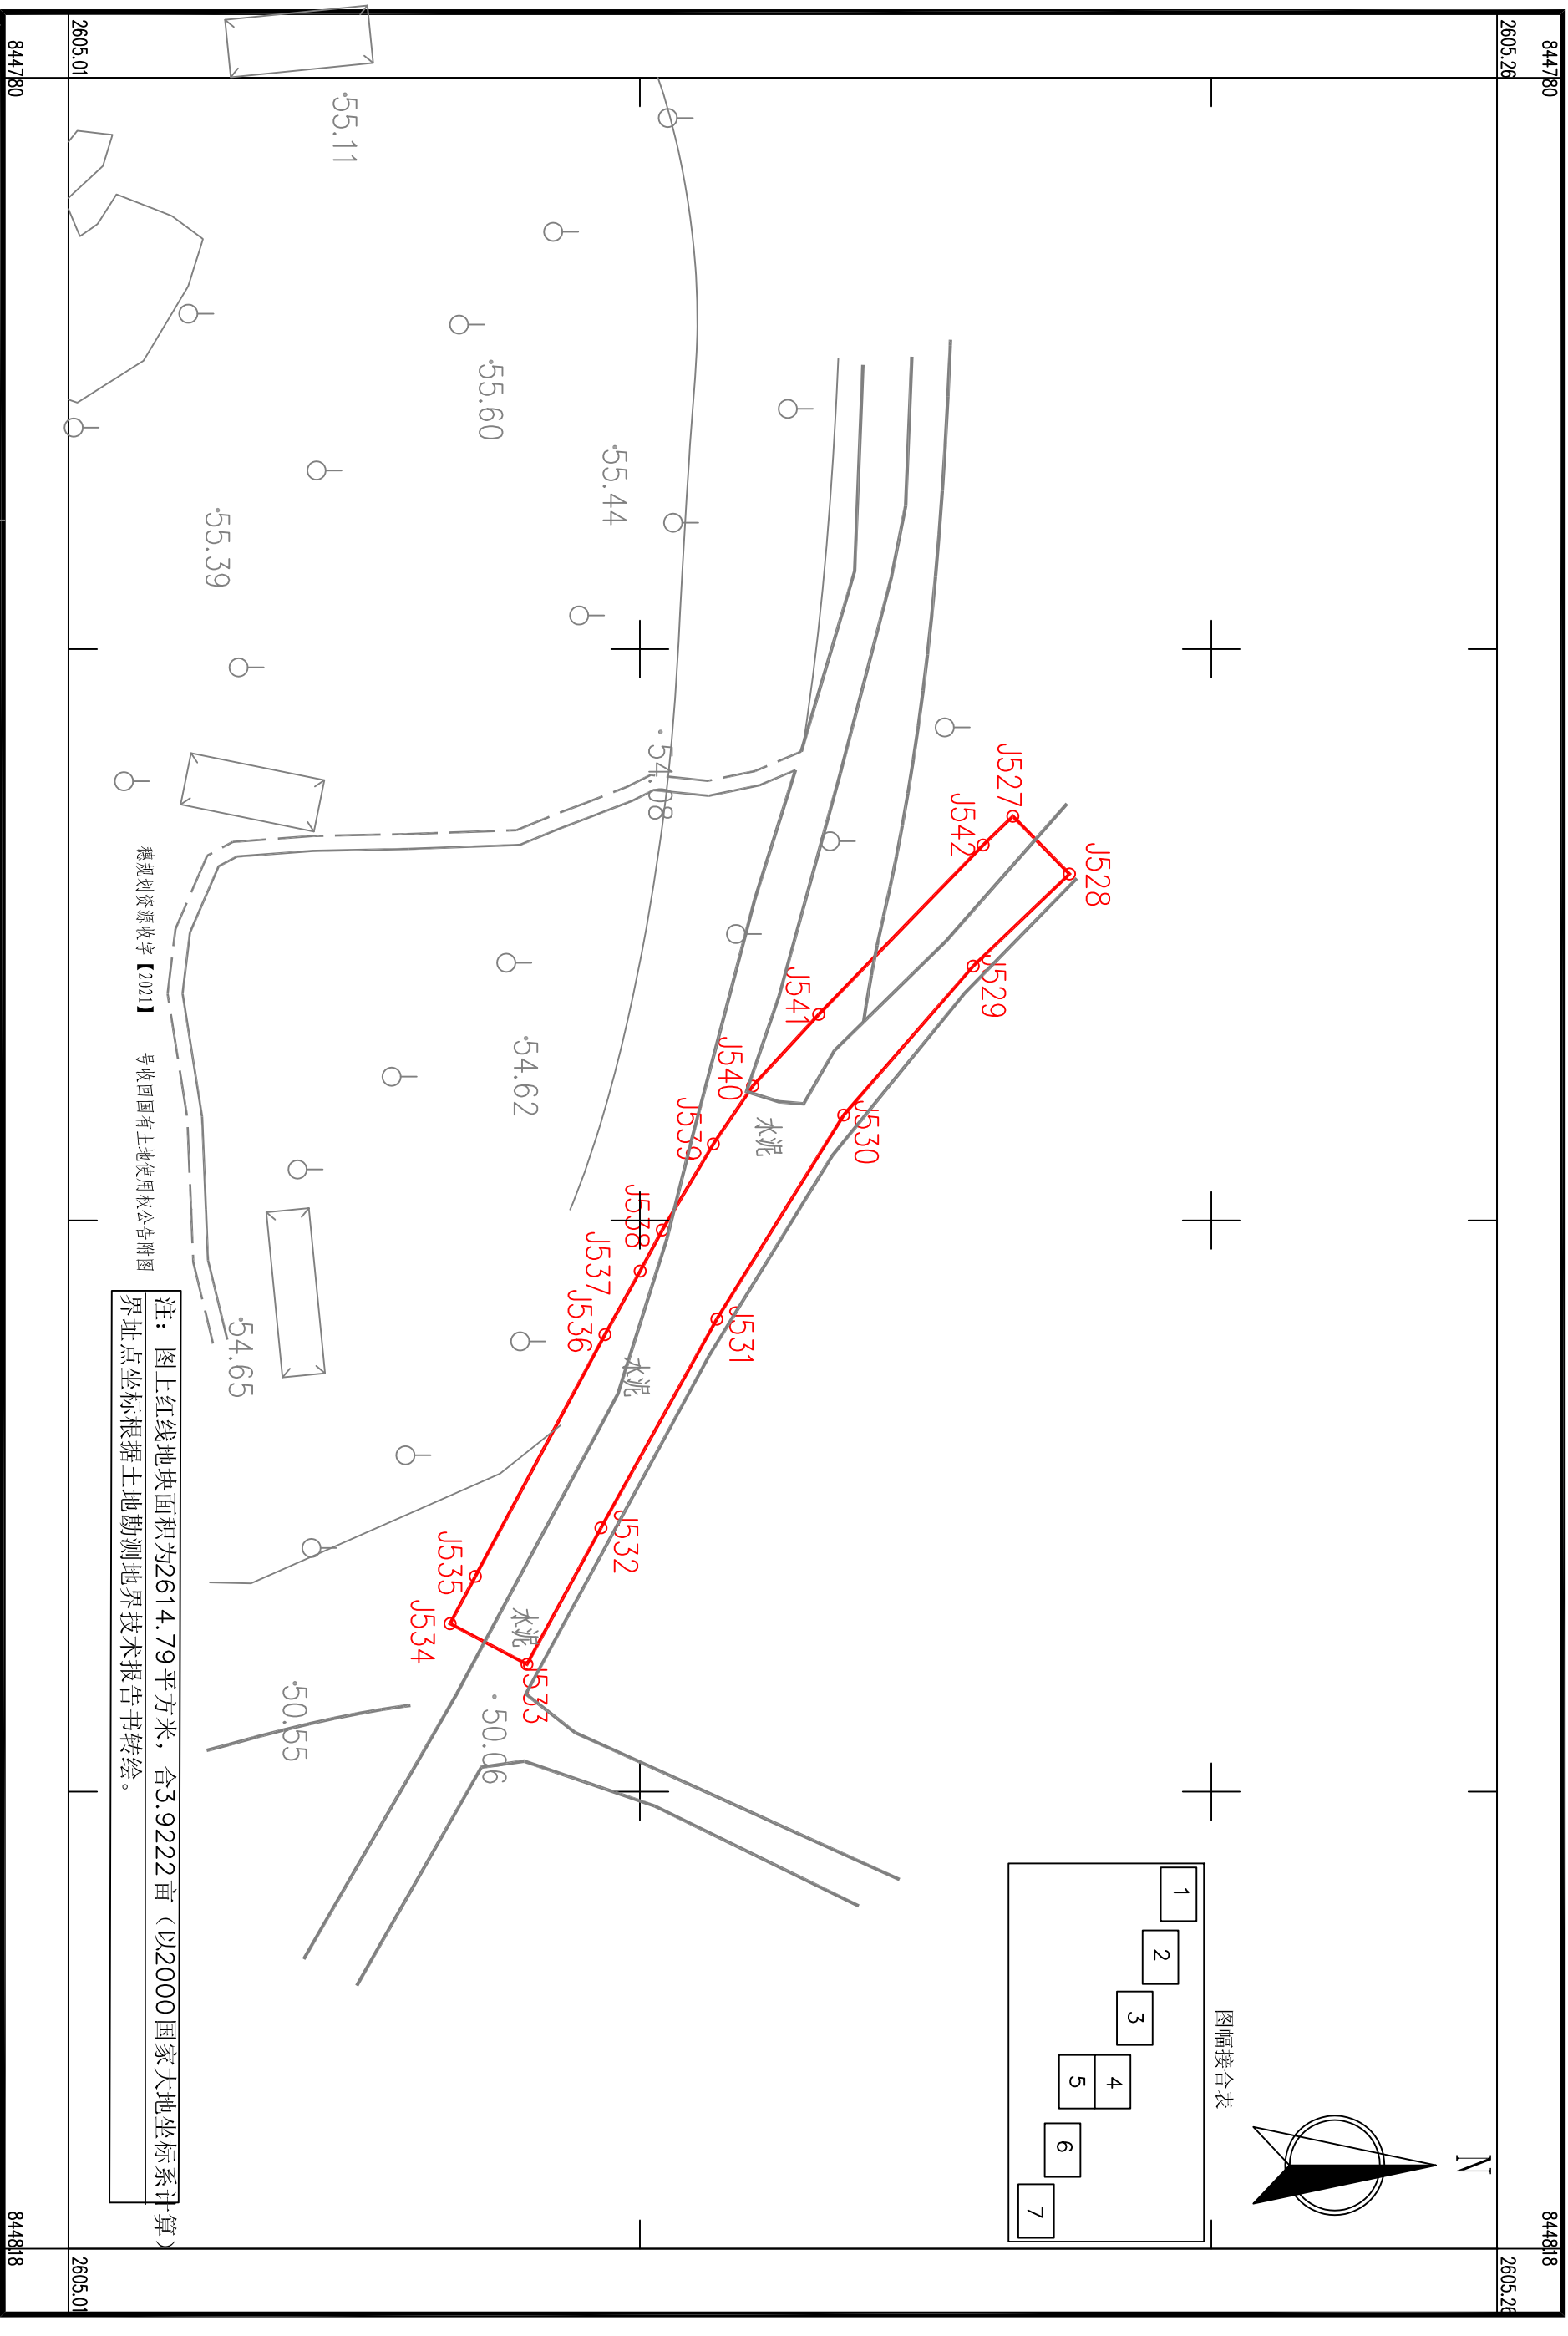 穗规划资源收字【2021】 号收回国有土地使用权公告附图
84480
84818
2605.26
2605.26
N
图幅接合表
1
2
3
4
5
6
7
J527
J528
J529
J530
J531
J532
J533
J534
J535
J536
J537
J538
J539
J540
J541
J542
水泥
水泥
水泥
55.11
55.60
55.44
55.39
54.08
54.62
54.65
50.55
50.06
注：图上红线地块面积为2614.79平方米，合3.9222亩（以2000国家大地坐标系计算）
界址点坐标根据土地勘测地界技术报告书转绘。
2605.01
2605.01
84480
84818